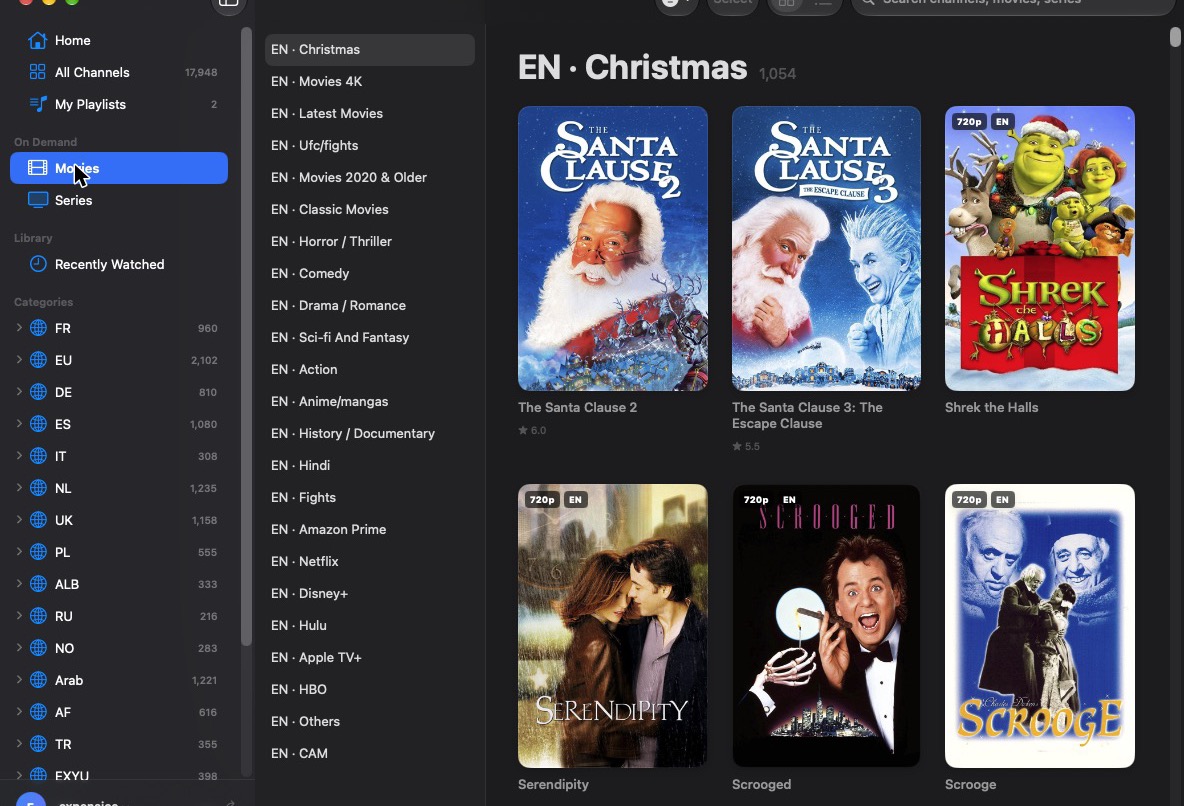 Select
Search channels, movies, series
Home
All Channels 17,948
My Playlists 2
On Demand
Movies
Series
Library
Recently Watched
Categories
FR 960
EU 2,102
DE 810
ES 1,080
IT 308
NL 1,235
UK 1,158
PL 555
ALB 333
RU 216
NO 283
Arab 1,221
AF 616
TR 355
EXYU 398
EN · Christmas
EN · Movies 4K
EN · Latest Movies
EN · Ufc/fights
EN · Movies 2020 & Older
EN · Classic Movies
EN · Horror / Thriller
EN · Comedy
EN · Drama / Romance
EN · Sci-fi And Fantasy
EN · Action
EN · Anime/mangas
EN · History / Documentary
EN · Hindi
EN · Fights
EN · Amazon Prime
EN · Netflix
EN · Disney+
EN · Hulu
EN · Apple TV+
EN · HBO
EN · Others
EN · CAM
EN · Christmas 1,054
THE
SANTA
CLAUSE 2
The Santa Clause 2
★ 6.0
THE
SANTA
CLAUSE 3
THE ESCAPE CLAUSE
The Santa Clause 3: The
Escape Clause
★ 5.5
720p EN
SHREK
the
HALLS
Shrek the Halls
720p EN
SERENDIPITY
Serendipity
720p EN
SCROOGED
Scrooged
720p EN
Charles Dickens'
SCROOGE
Scrooge